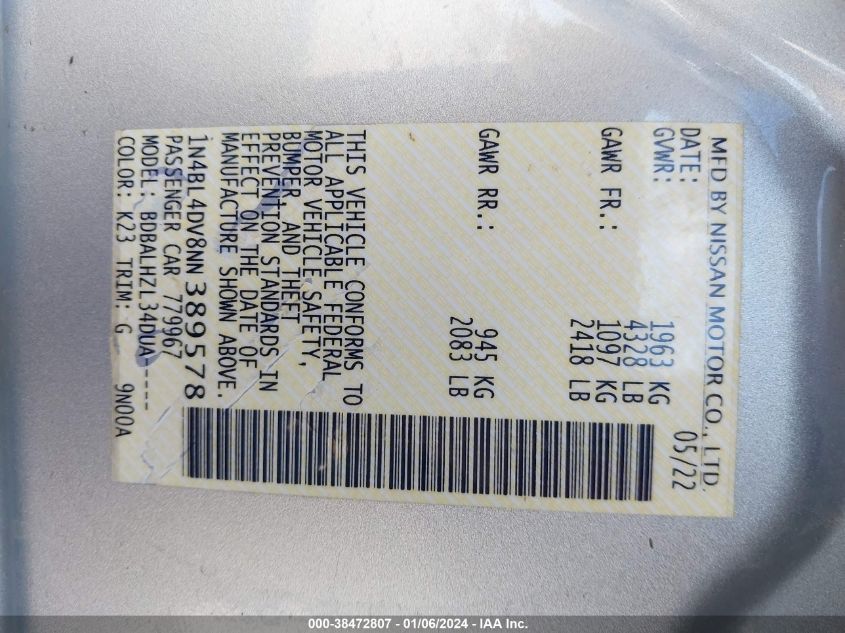 MFD BY NISSAN MOTOR CO., LTD.
DATE: 05/22
GVWR: 1963 KG
4328 LB
GAWR FR.: 1097 KG
2418 LB
GAWR RR.: 945 KG
2083 LB
THIS VEHICLE CONFORMS TO
ALL APPLICABLE FEDERAL
MOTOR VEHICLE SAFETY,
BUMPER, AND THEFT
PREVENTION STANDARDS IN
EFFECT ON THE DATE OF
MANUFACTURE SHOWN ABOVE.
1N4BL4DV8NN389578
PASSENGER CAR 779967
MODEL: BDBALHZL34DUA-----
COLOR: K23 TRIM: G 9N00A
000-38472807 - 01/06/2024 - IAA Inc.